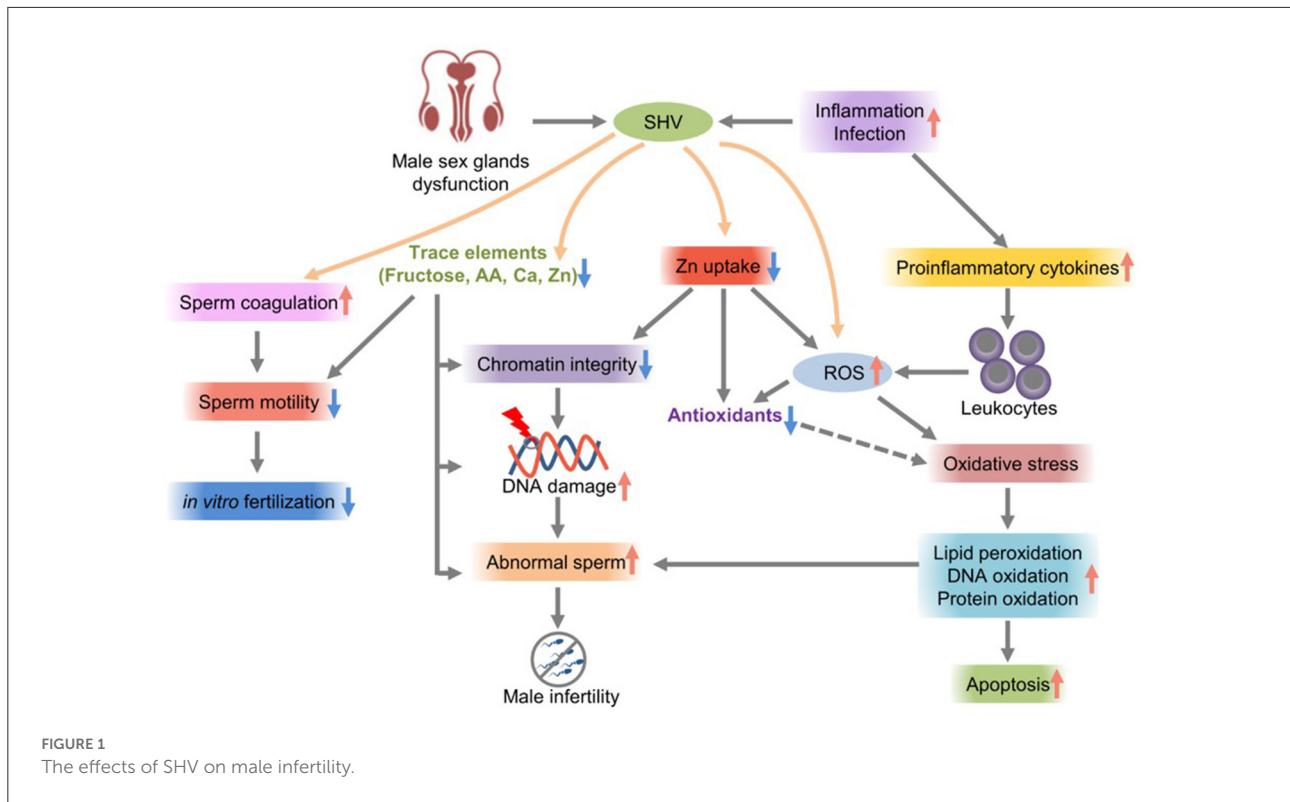 SHV
Inflammation
Infection
Male sex glands
dysfunction
Trace elements
(Fructose, AA, Ca, Zn)
Zn uptake
Proinflammatory cytokines
Sperm coagulation
Chromatin integrity
ROS
Leukocytes
Sperm motility
Antioxidants
Oxidative stress
DNA damage
in vitro fertilization
Abnormal sperm
Lipid peroxidation
DNA oxidation
Protein oxidation
Male infertility
Apoptosis
FIGURE 1
The effects of SHV on male infertility.